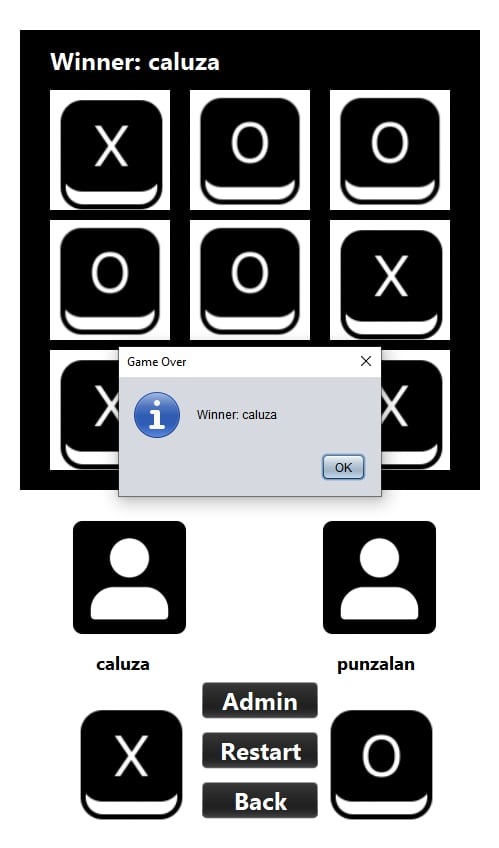 Winner: caluza
X O O
O O X
X X
Game Over
Winner: caluza
OK
caluza punzalan
Admin
X O
Restart
Back